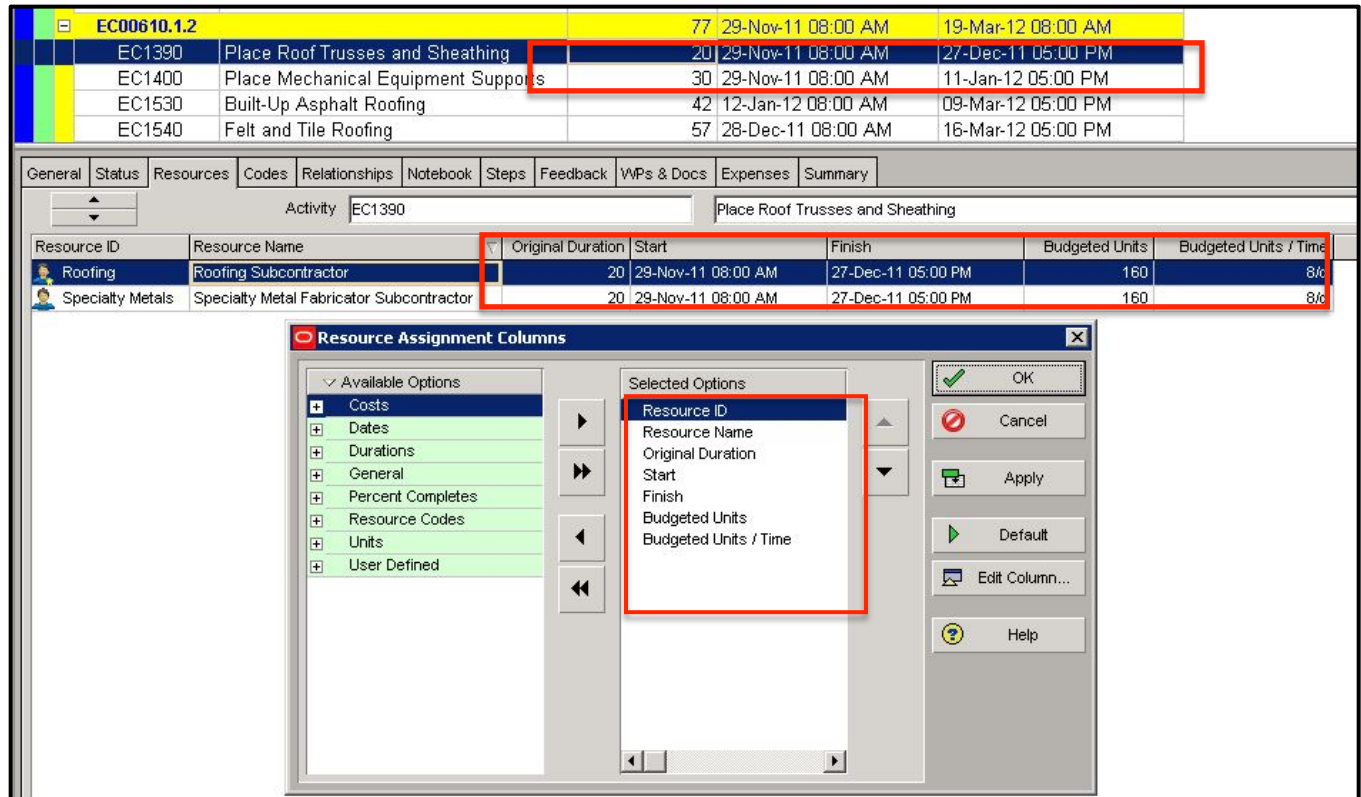 EC00610.1.2 77 29-Nov-11 08:00 AM 19-Mar-12 08:00 AM
EC1390 Place Roof Trusses and Sheathing 20 29-Nov-11 08:00 AM 27-Dec-11 05:00 PM
EC1400 Place Mechanical Equipment Supports 30 29-Nov-11 08:00 AM 11-Jan-12 05:00 PM
EC1530 Built-Up Asphalt Roofing 42 12-Jan-12 08:00 AM 09-Mar-12 05:00 PM
EC1540 Felt and Tile Roofing 57 28-Dec-11 08:00 AM 16-Mar-12 05:00 PM
General Status Resources Codes Relationships Notebook Steps Feedback WPs & Docs Expenses Summary
Activity EC1390 Place Roof Trusses and Sheathing
Resource ID Resource Name Original Duration Start Finish Budgeted Units Budgeted Units / Time
Roofing Roofing Subcontractor 20 29-Nov-11 08:00 AM 27-Dec-11 05:00 PM 160 8/d
Specialty Metals Specialty Metal Fabricator Subcontractor 20 29-Nov-11 08:00 AM 27-Dec-11 05:00 PM 160 8/d
Resource Assignment Columns
Available Options
Costs
Dates
Durations
General
Percent Completes
Resource Codes
Units
User Defined
Selected Options
Resource ID
Resource Name
Original Duration
Start
Finish
Budgeted Units
Budgeted Units / Time
OK
Cancel
Apply
Default
Edit Column...
Help